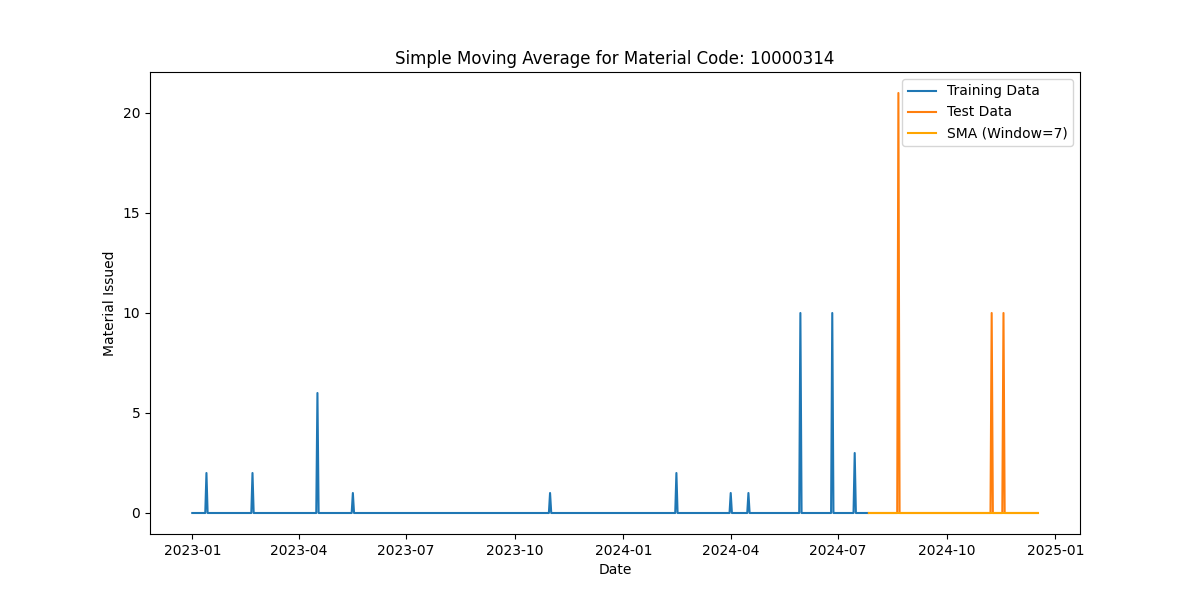 Simple Moving Average for Material Code: 10000314
Training Data
Test Data
SMA (Window=7)
Material Issued
20
15
10
5
0
2023-01 2023-04 2023-07 2023-10 2024-01 2024-04 2024-07 2024-10 2025-01
Date